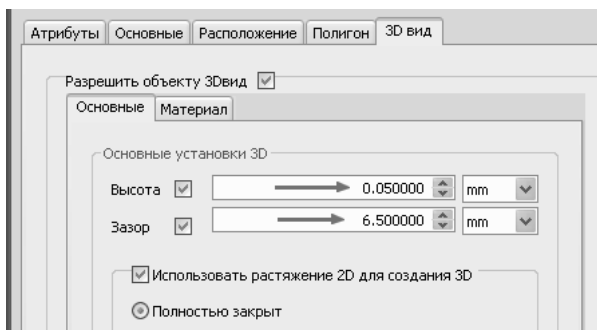 Атрибуты Основные Расположение Полигон 3D вид
Разрешить объекту 3Dвид
Основные Материал
Основные установки 3D
Высота 0.050000 mm
Зазор 6.500000 mm
Использовать растяжение 2D для создания 3D
Полностью закрыт